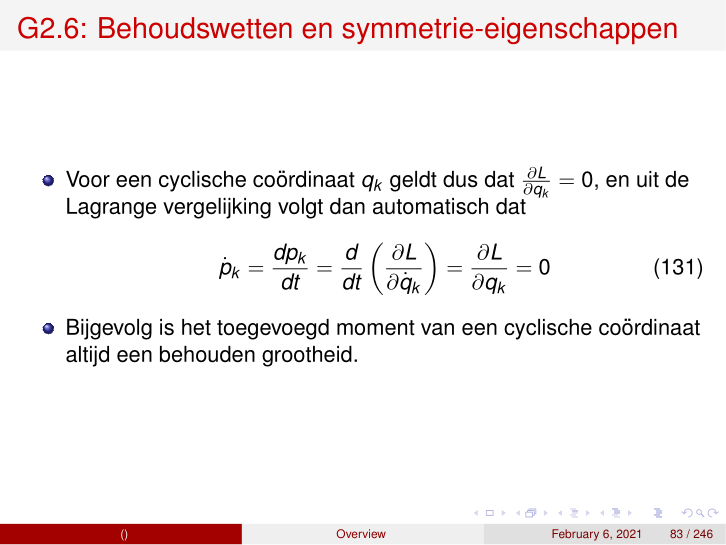 G2.6: Behoudswetten en symmetrie-eigenschappen
Voor een cyclische coördinaat $q_k$ geldt dus dat $\frac{\partial L}{\partial q_k} = 0$, en uit de
Lagrange vergelijking volgt dan automatisch dat
$\dot{p}_k = \frac{dp_k}{dt} = \frac{d}{dt} \left( \frac{\partial L}{\partial \dot{q}_k} \right) = \frac{\partial L}{\partial q_k} = 0$ (131)
Bijgevolg is het toegevoegd moment van een cyclische coördinaat
altijd een behouden grootheid.
() Overview February 6, 2021 83 / 246